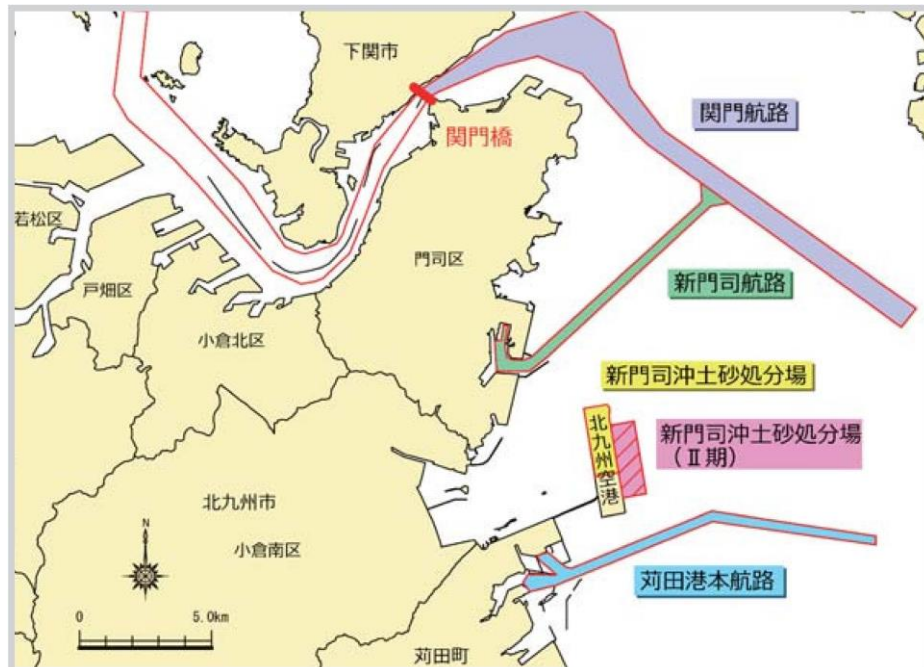 下関市
関門航路
関門橋
若松区
門司区
戸畑区
新門司航路
小倉北区
新門司沖土砂処分場
北九州空港
新門司沖土砂処分場
（Ⅱ期）
北九州市
N
小倉南区
苅田港本航路
0 5.0km
苅田町